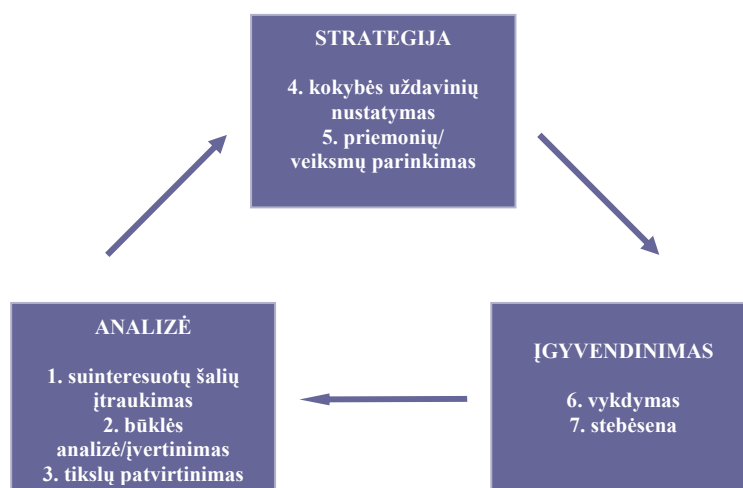 STRATEGIJA
4. kokybės uždavinių
nustatymas
5. priemonių/
veiksmų parinkimas
ANALIZĖ
1. suinteresuotų šalių
įtraukimas
2. būklės
analizė/įvertinimas
3. tikslų patvirtinimas
ĮGYVENDINIMAS
6. vykdymas
7. stebėsena